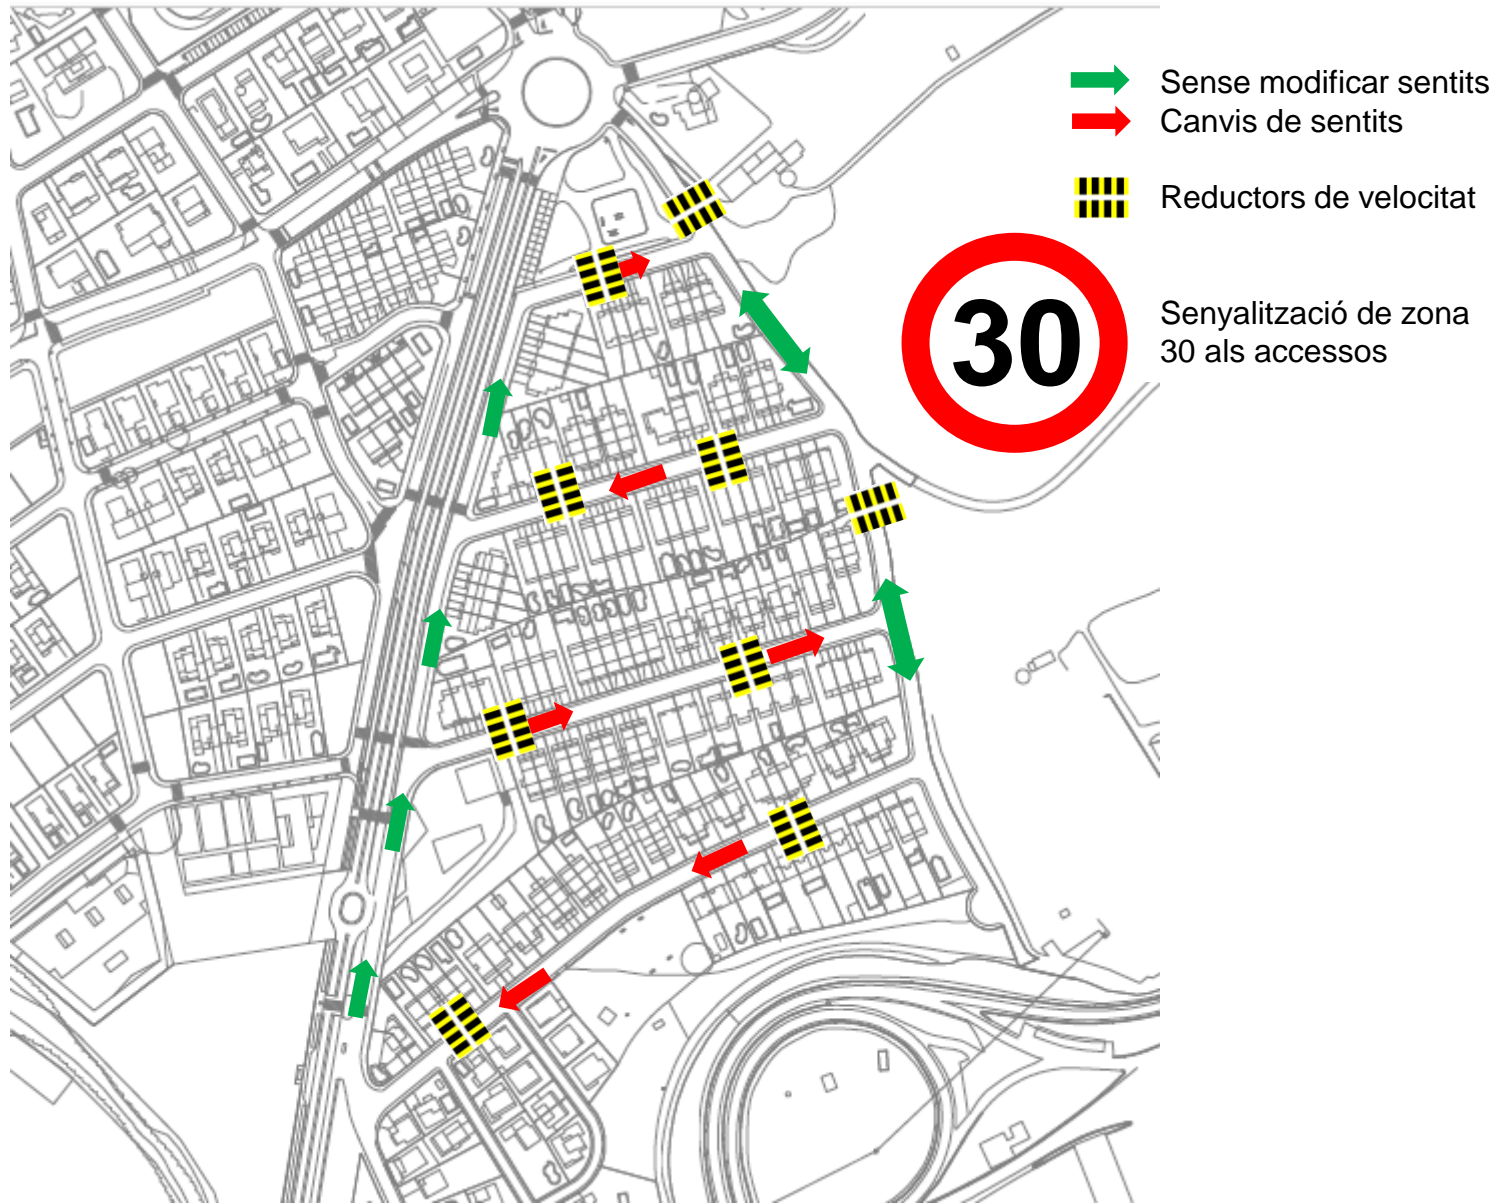 Sense modificar sentits
Canvis de sentits
Reductors de velocitat
30
Senyalització de zona
30 als accessos